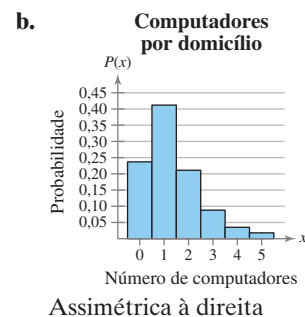 b.
Computadores
por domicílio
P(x)
0,45
0,40
0,35
0,30
0,25
0,20
0,15
0,10
0,05
Probabilidade
0 1 2 3 4 5
x
Número de computadores
Assimétrica à direita